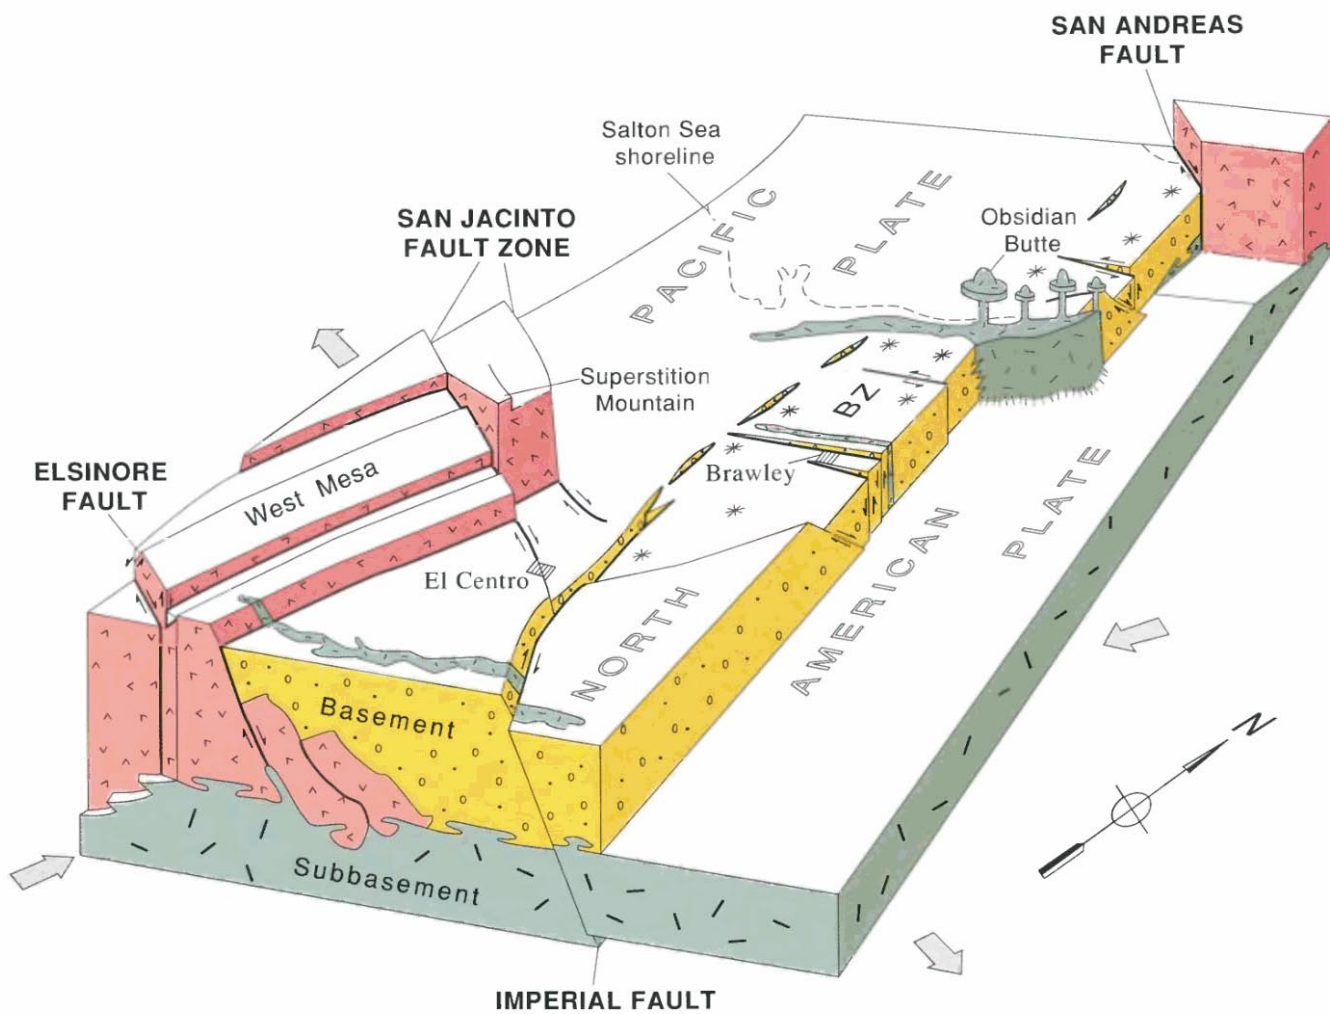 SAN ANDREAS
FAULT
Salton Sea
shoreline
PACIFIC
PLATE
Obsidian
Butte
SAN JACINTO
FAULT ZONE
Superstition
Mountain
BZ
ELSINORE
FAULT
West Mesa
Brawley
El Centro
NORTH
AMERICAN
PLATE
Basement
N
Subbasement
IMPERIAL FAULT